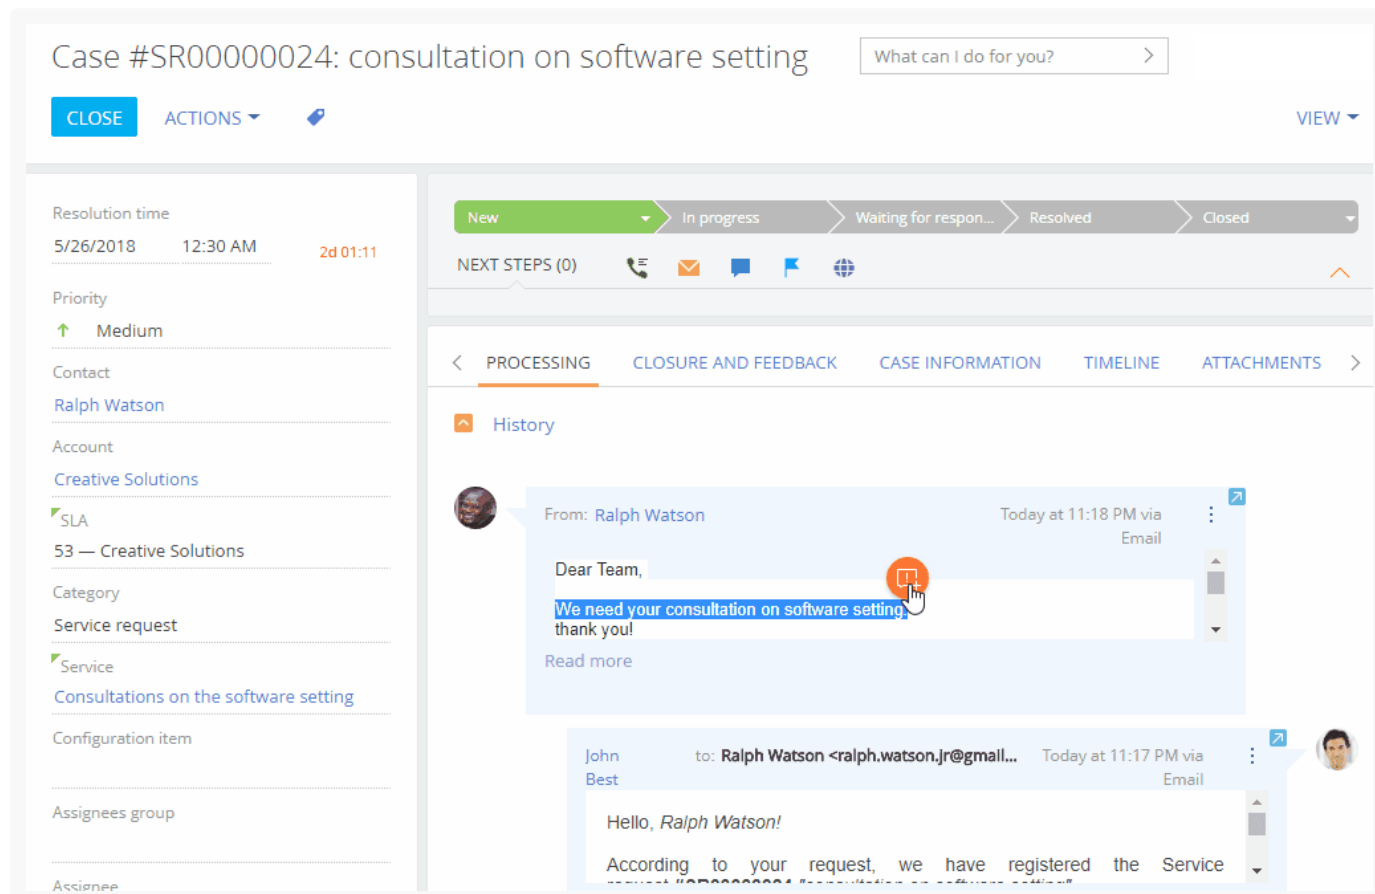 Case #SR00000024: consultation on software setting
What can I do for you?
CLOSE
ACTIONS
VIEW
Resolution time
5/26/2018 12:30 AM 2d 01:11
Priority
Medium
Contact
Ralph Watson
Account
Creative Solutions
SLA
53 — Creative Solutions
Category
Service request
Service
Consultations on the software setting
Configuration item
Assignees group
Assignee
New In progress Waiting for respon... Resolved Closed
NEXT STEPS (0)
PROCESSING CLOSURE AND FEEDBACK CASE INFORMATION TIMELINE ATTACHMENTS
History
From: Ralph Watson Today at 11:18 PM via
Email
Dear Team,
We need your consultation on software setting.
thank you!
Read more
John to: Ralph Watson <ralph.watson.jr@gmail... Today at 11:17 PM via
Best Email
Hello, Ralph Watson!
According to your request, we have registered the Service
request #SR00000024 "consultation on software setting"